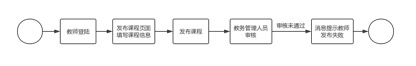 教师登陆
发布课程页面
填写课程信息
发布课程
教务管理人员
审核
审核未通过
消息提示教师
发布失败